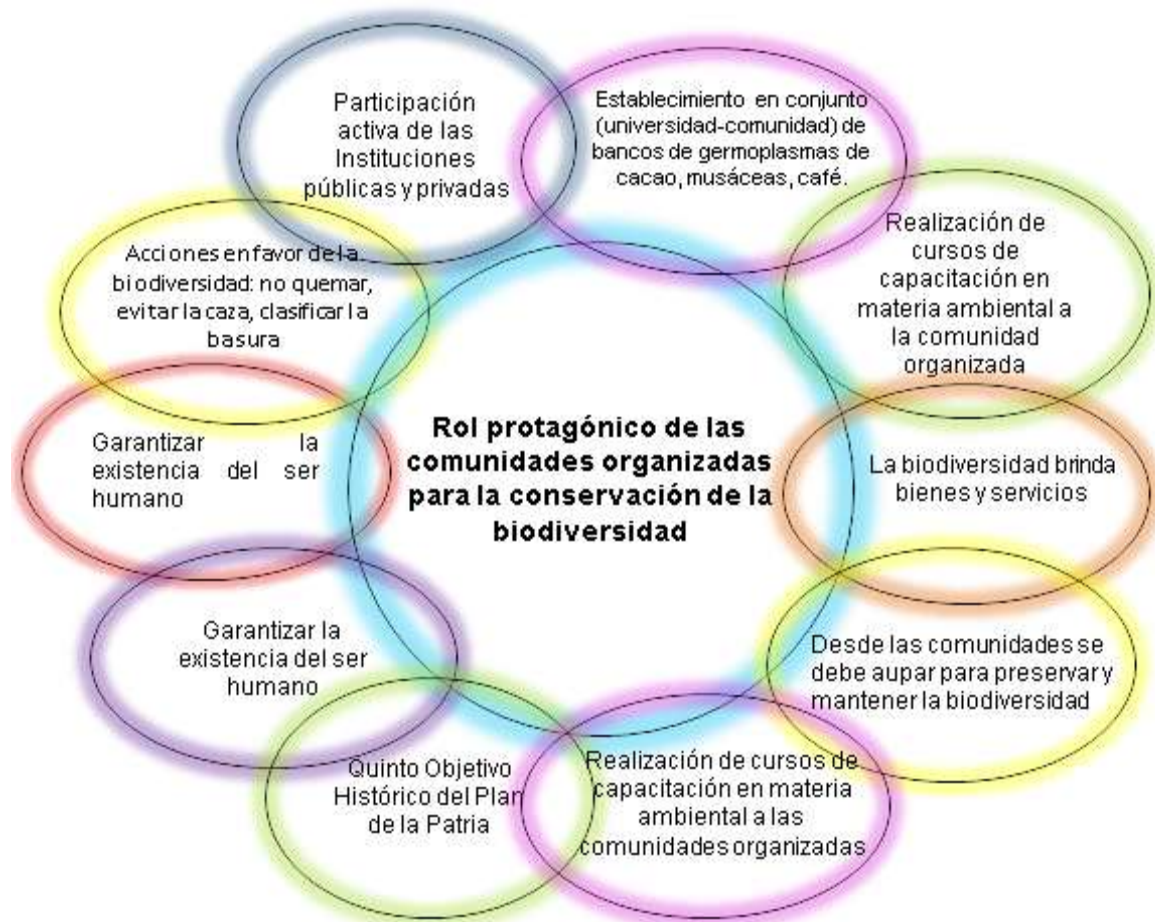 Participación
activa de las
Instituciones
públicas y privadas
Establecimiento en conjunto
(universidad-comunidad) de
bancos de germoplasmas de
cacao, musáceas, café.
Realización de
cursos de
capacitación en
materia ambiental a
la comunidad
organizada
La biodiversidad brinda
bienes y servicios
Desde las comunidades se
debe aupar para preservar y
mantener la biodiversidad
Realización de cursos de
capacitación en materia
ambiental a las
comunidades organizadas
Quinto Objetivo
Histórico del Plan
de la Patria
Garantizar la
existencia del ser
humano
Garantizar la
existencia del ser
humano
Acciones en favor de la
biodiversidad: no quemar,
evitar la caza, clasificar la
basura
Rol protagónico de las
comunidades organizadas
para la conservación de la
biodiversidad